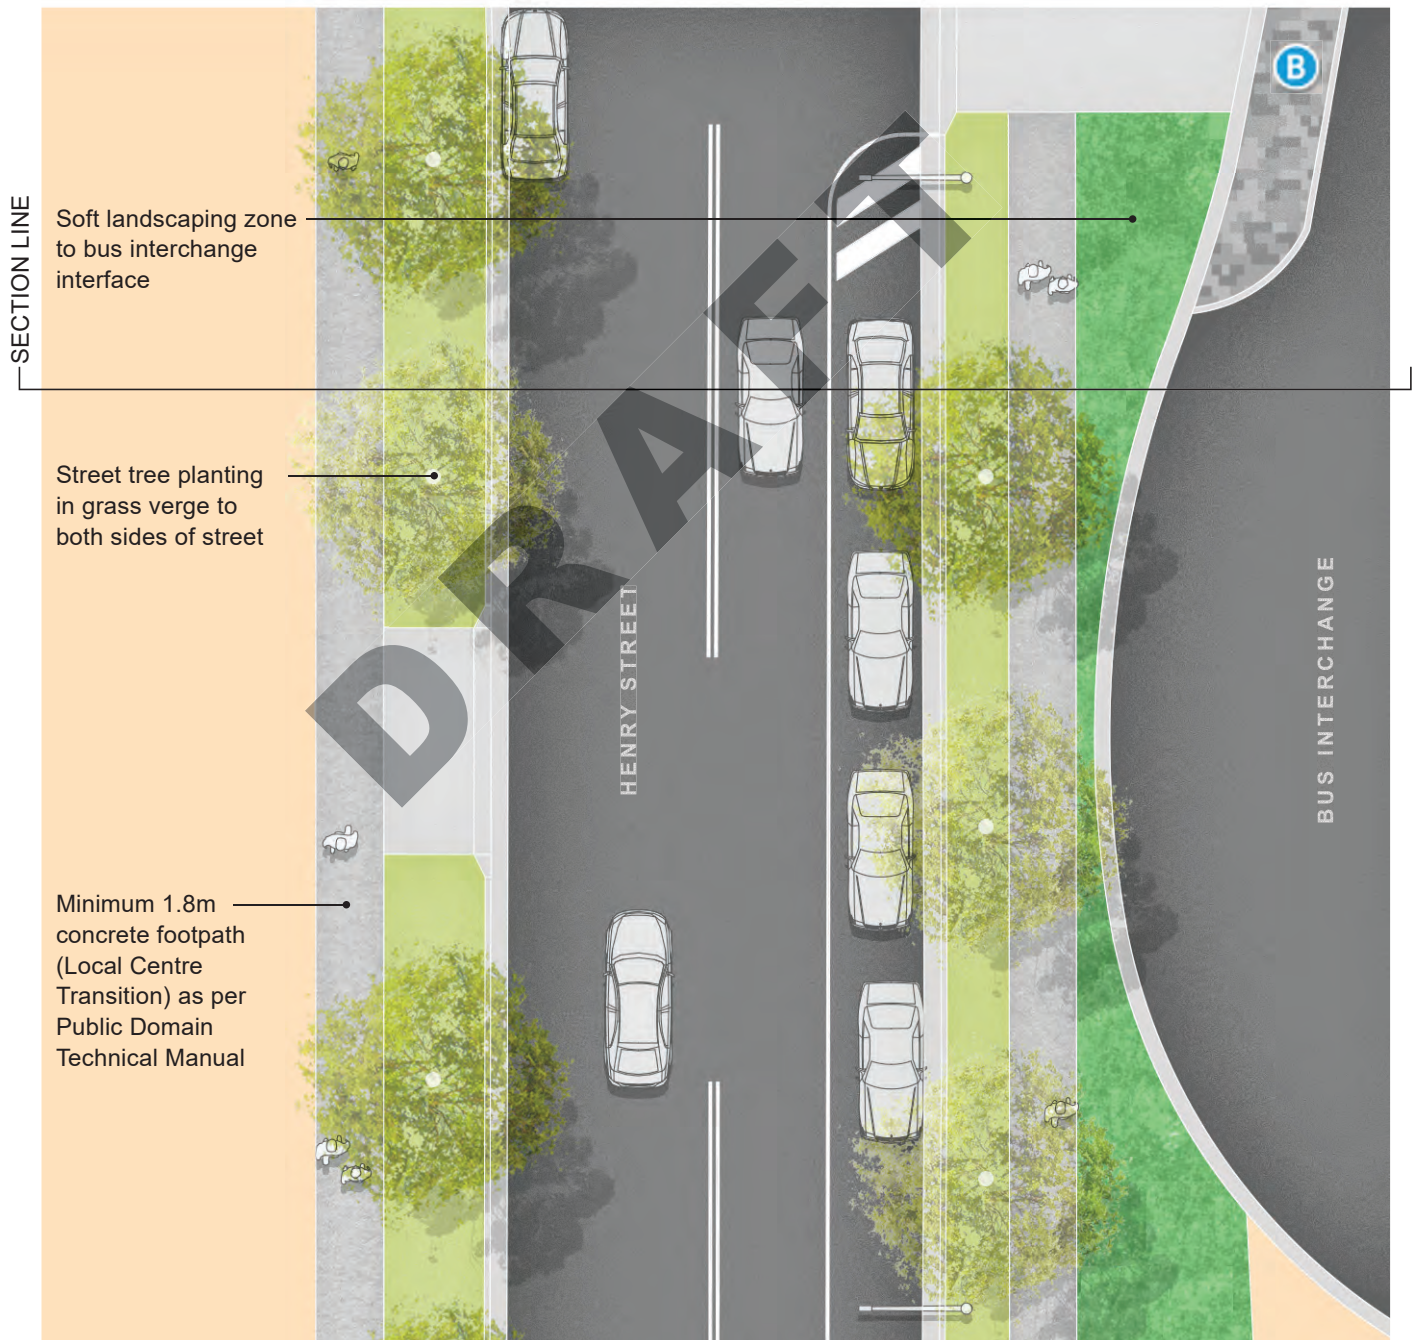 B
SECTION LINE
Soft landscaping zone
to bus interchange
interface
Street tree planting
in grass verge to
both sides of street
DRAFT
HENRY STREET
BUS INTERCHANGE
Minimum 1.8m
concrete footpath
(Local Centre
Transition) as per
Public Domain
Technical Manual